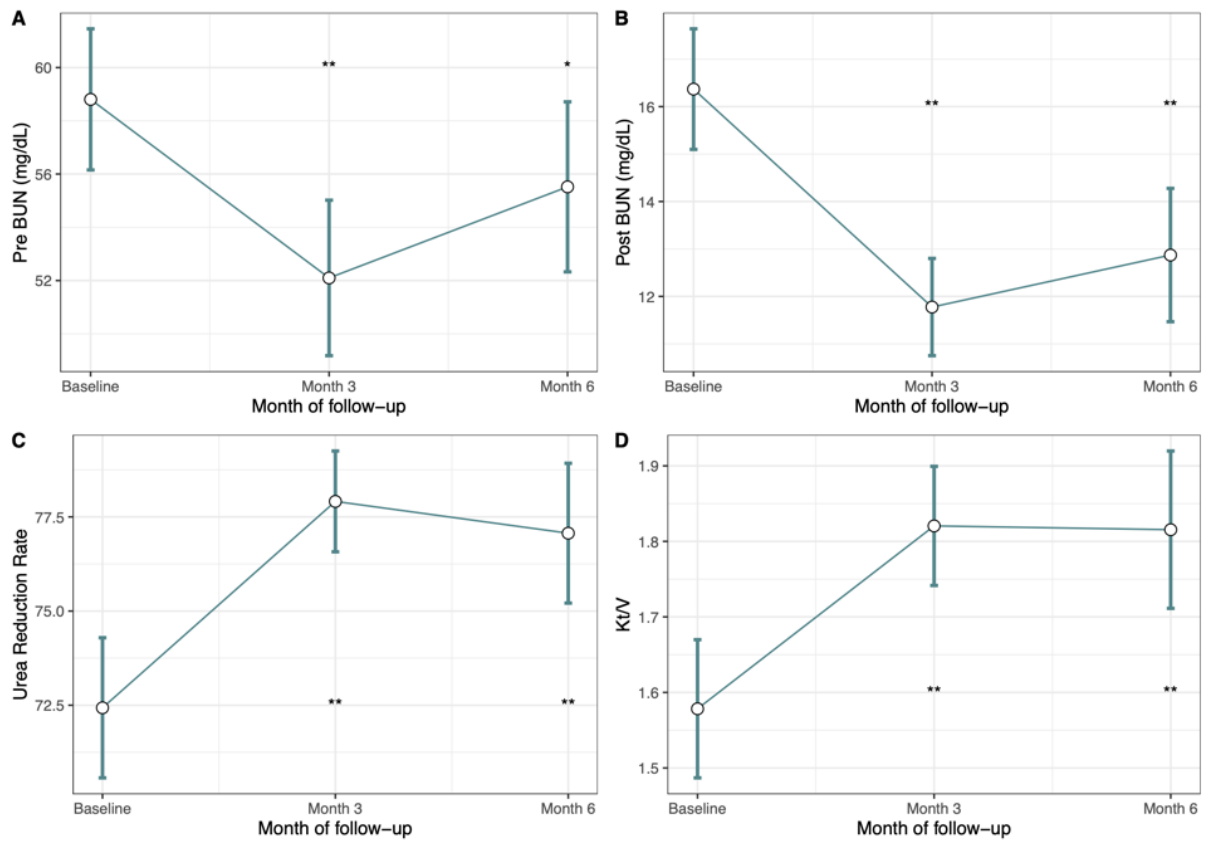 A
Pre BUN (mg/dL)
60
56
52
**
*
Baseline
Month 3
Month 6
Month of follow−up
B
Post BUN (mg/dL)
16
14
12
**
**
Baseline
Month 3
Month 6
Month of follow−up
C
Urea Reduction Rate
77.5
75.0
72.5
**
**
Baseline
Month 3
Month 6
Month of follow−up
D
Kt/V
1.9
1.8
1.7
1.6
1.5
**
**
Baseline
Month 3
Month 6
Month of follow−up